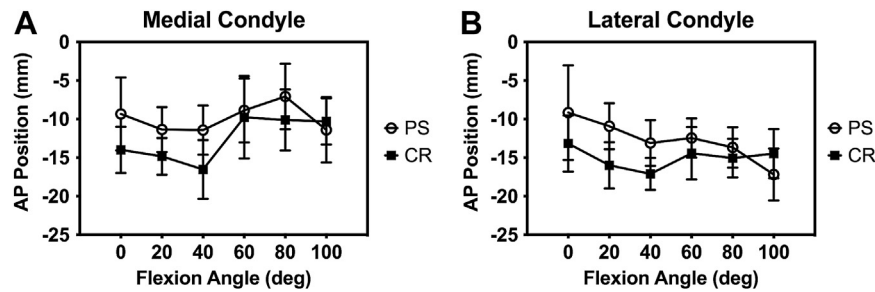 A
Medial Condyle
AP Position (mm)
0
-5
-10
-15
-20
-25
0 20 40 60 80 100
Flexion Angle (deg)
PS
CR
B
Lateral Condyle
AP Position (mm)
0
-5
-10
-15
-20
-25
0 20 40 60 80 100
Flexion Angle (deg)
PS
CR